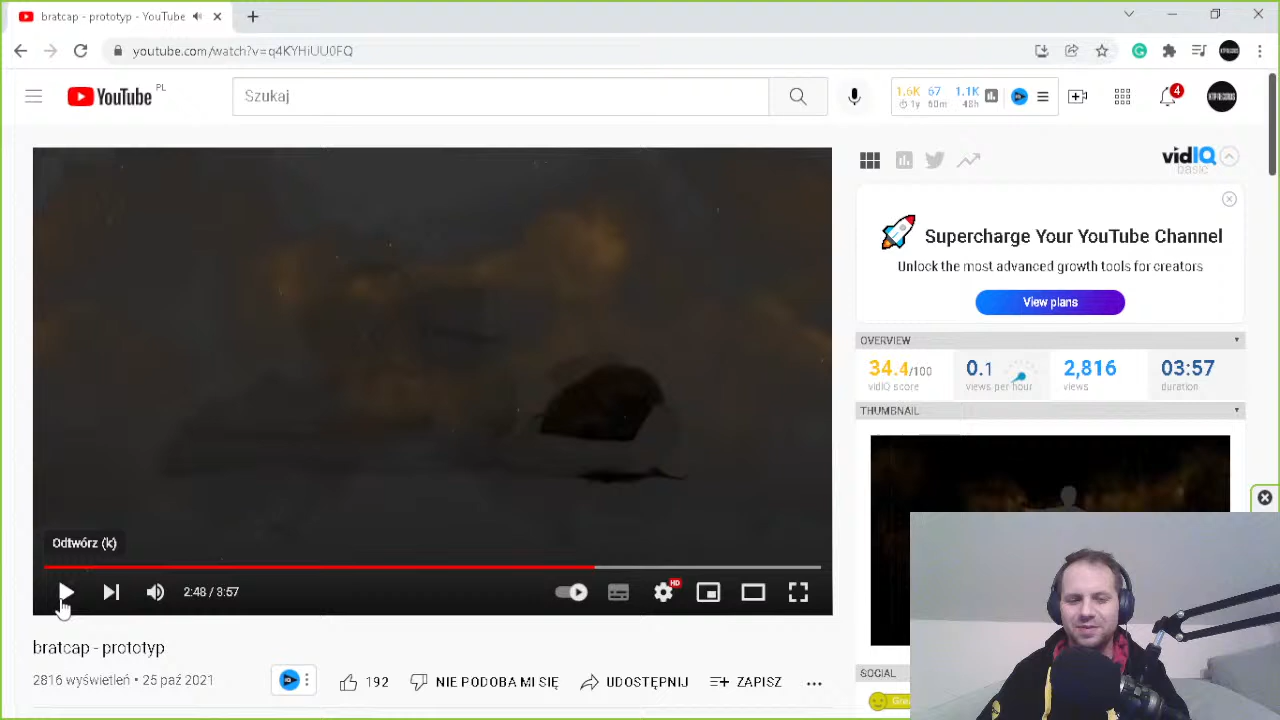 bratcap - prototyp - YouTube
youtube.com/watch?v=q4KYHiUU0FQ
YouTube PL
Szukaj
1.6K 67 1.1K
1y 60m 48h
4
vidIQ
basic
Supercharge Your YouTube Channel
Unlock the most advanced growth tools for creators
View plans
OVERVIEW
34.4/100 0.1 2,816 03:57
vidIQ score views per hour views duration
THUMBNAIL
Odtwórz (k)
2:48 / 3:57
HD
bratcap - prototyp
2816 wyświetleń • 25 paź 2021
192 NIE PODOBA MI SIĘ UDOSTĘPNIJ ZAPISZ
SOCIAL